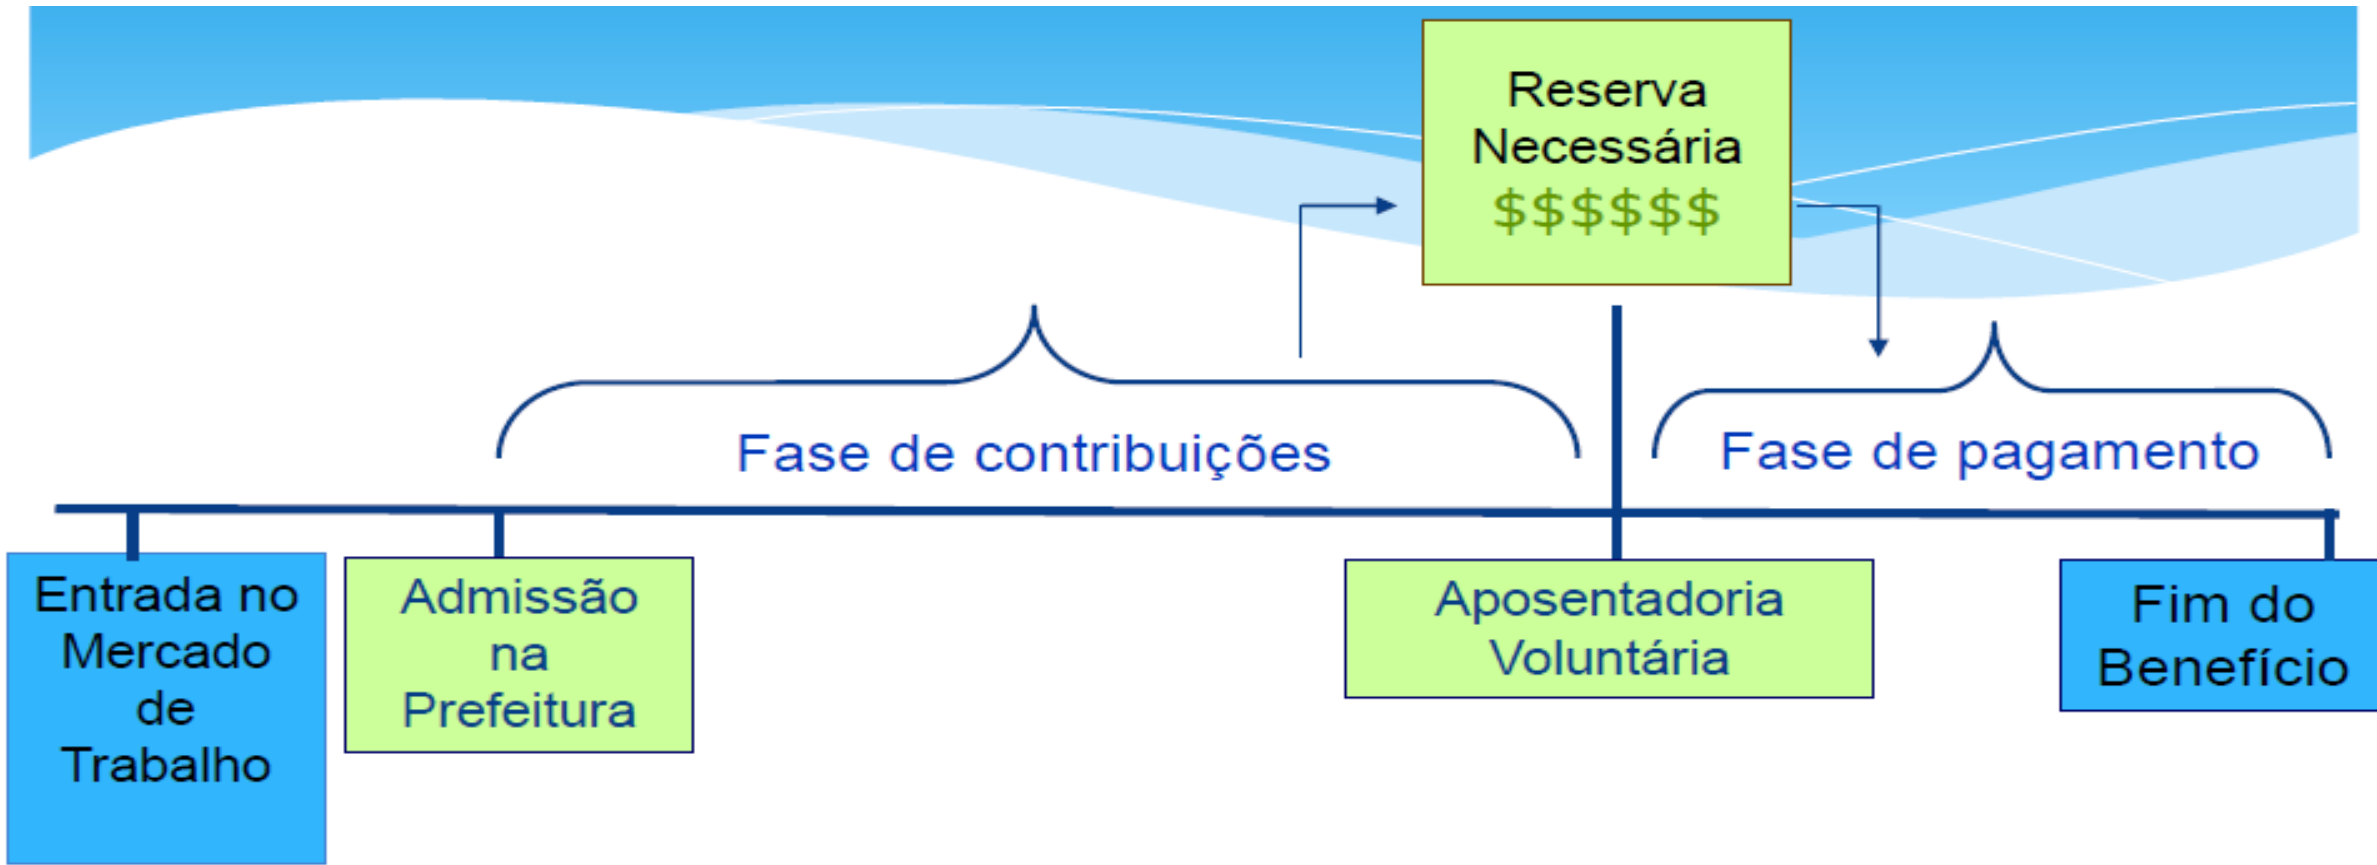 Reserva
Necessária
$$$$$$
Fase de contribuições
Fase de pagamento
Entrada no
Mercado
de
Trabalho
Admissão
na
Prefeitura
Aposentadoria
Voluntária
Fim do
Benefício